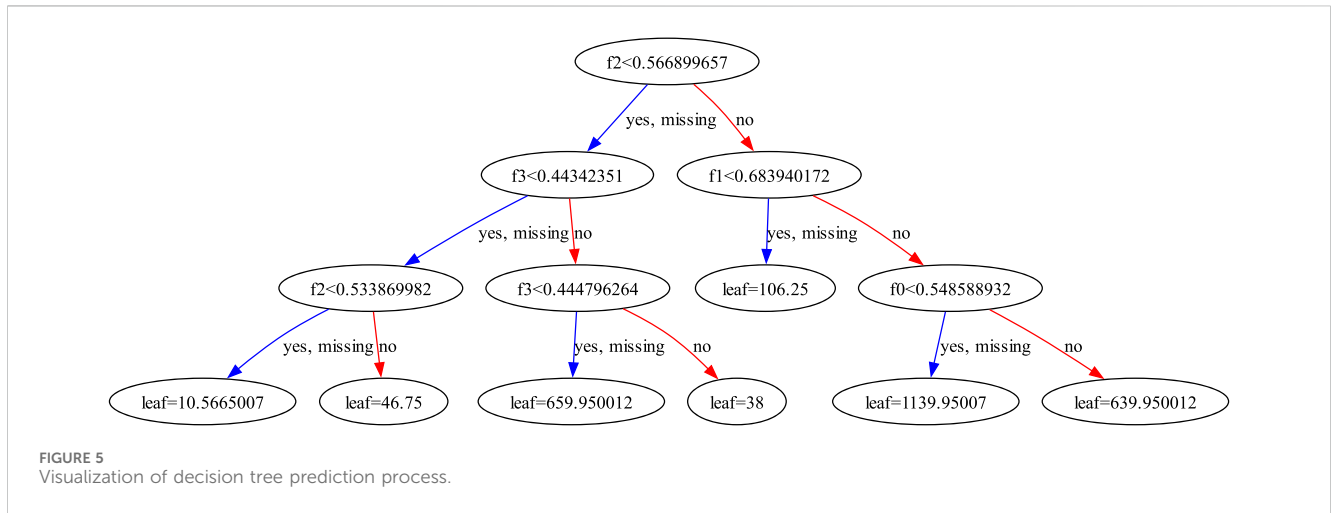 f2<0.566899657
yes, missing
no
f3<0.44342351
f1<0.683940172
yes, missing
no
yes, missing
no
f2<0.533869982
f3<0.444796264
leaf=106.25
f0<0.548588932
yes, missing
no
yes, missing
no
yes, missing
no
leaf=10.5665007
leaf=46.75
leaf=659.950012
leaf=38
leaf=1139.95007
leaf=639.950012
FIGURE 5
Visualization of decision tree prediction process.